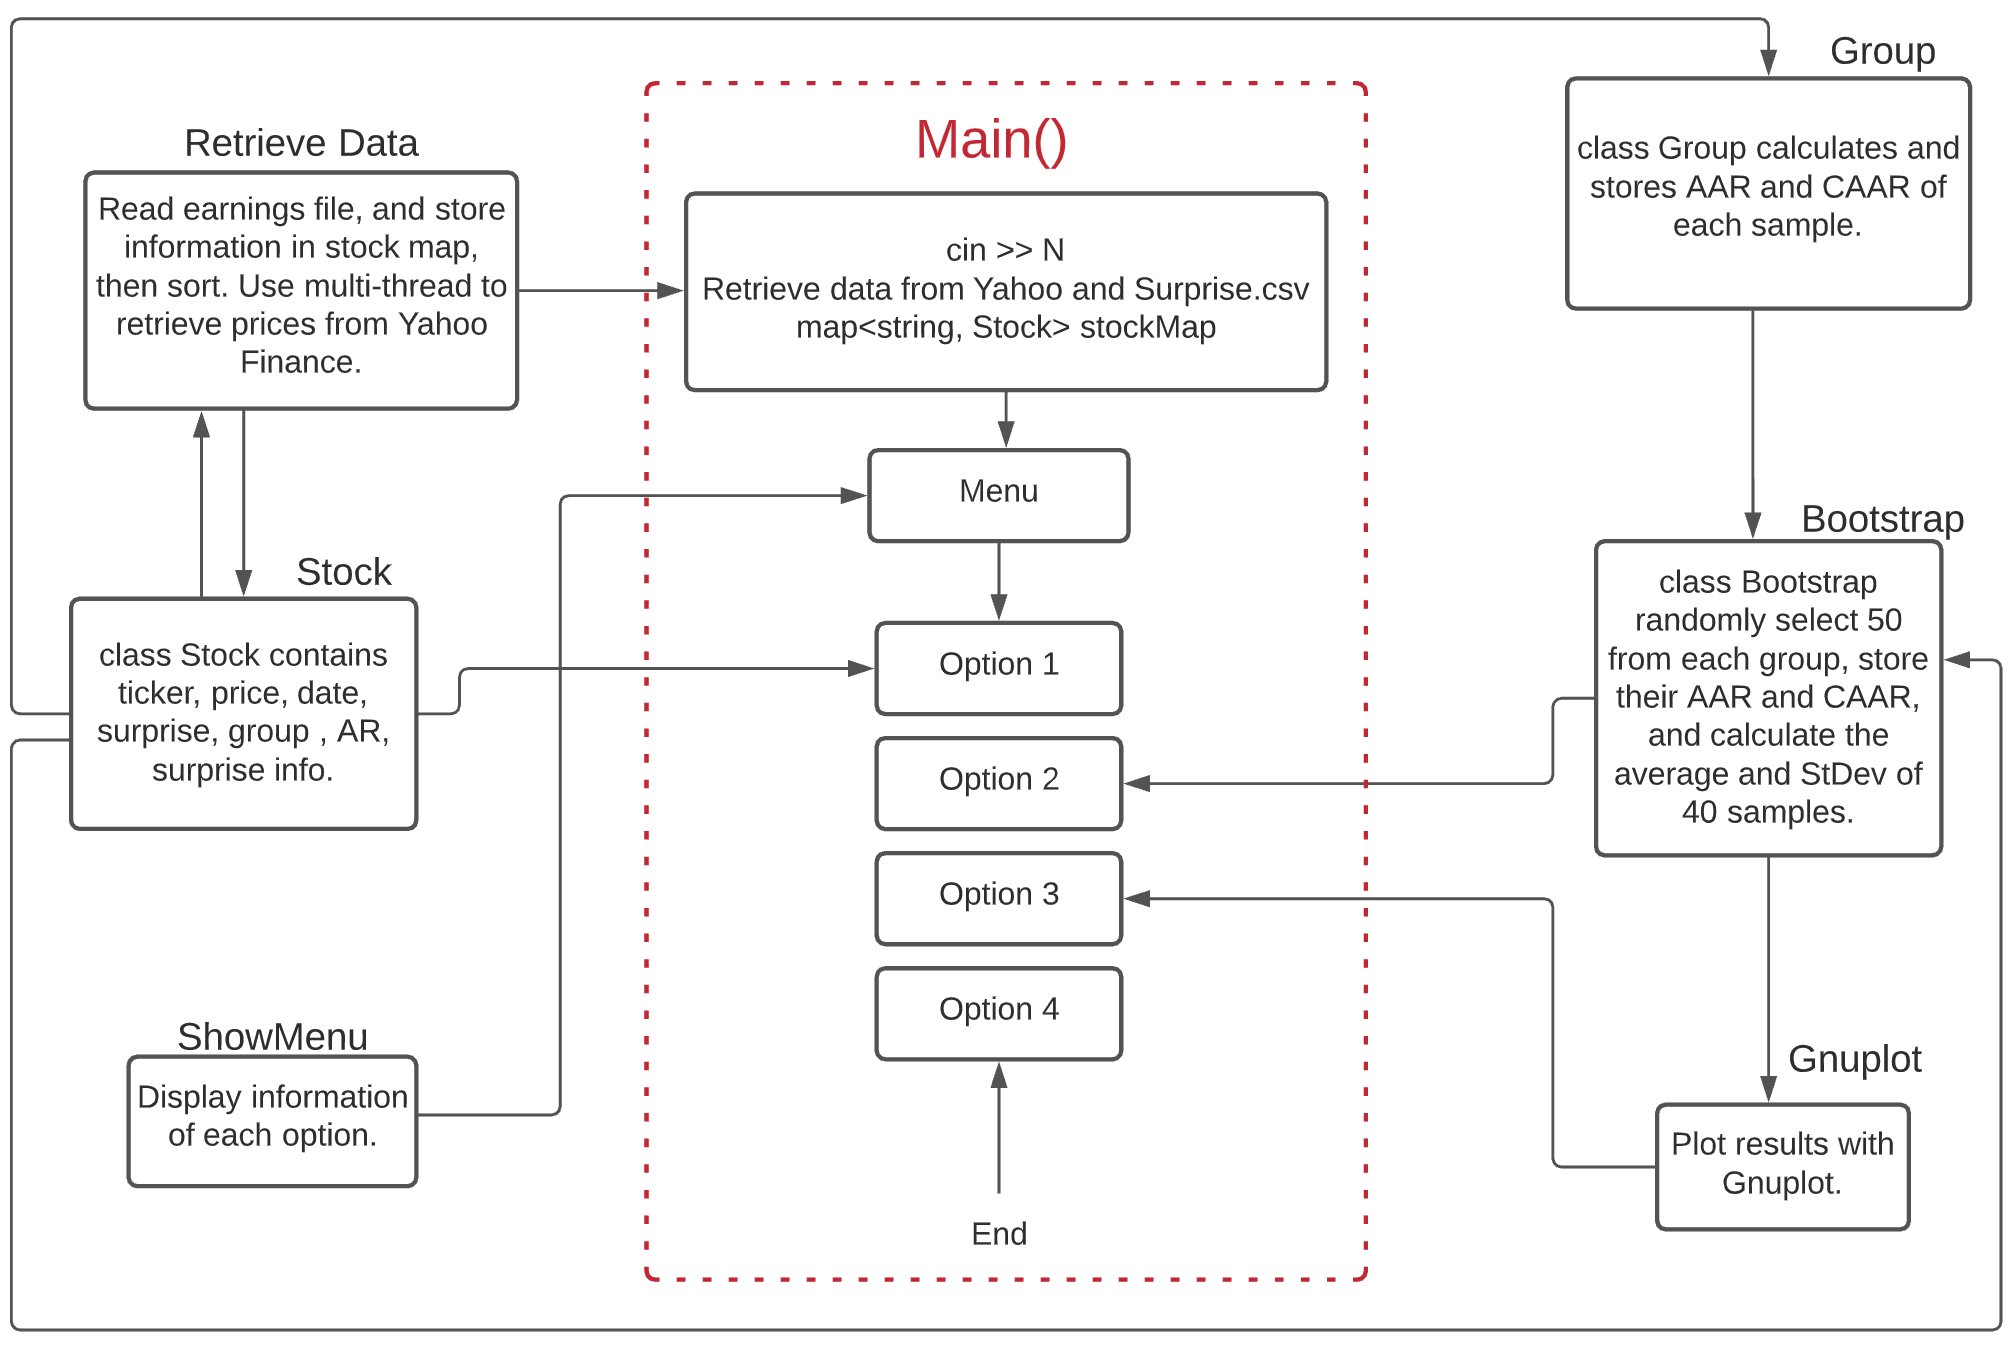 Group
class Group calculates and
stores AAR and CAAR of
each sample.
Main()
Retrieve Data
Read earnings file, and store
information in stock map,
then sort. Use multi-thread to
retrieve prices from Yahoo
Finance.
cin >> N
Retrieve data from Yahoo and Surprise.csv
map<string, Stock> stockMap
Menu
Stock
class Stock contains
ticker, price, date,
surprise, group , AR,
surprise info.
Option 1
Option 2
Option 3
Option 4
End
Bootstrap
class Bootstrap
randomly select 50
from each group, store
their AAR and CAAR,
and calculate the
average and StDev of
40 samples.
ShowMenu
Display information
of each option.
Gnuplot
Plot results with
Gnuplot.